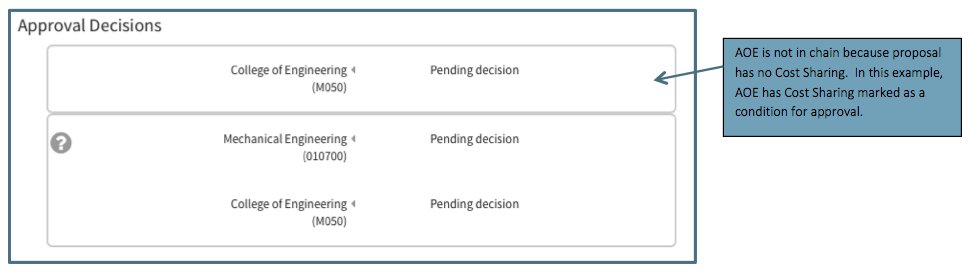 Approval Decisions
College of Engineering Pending decision
(M050)
AOE is not in chain because proposal
has no Cost Sharing. In this example,
AOE has Cost Sharing marked as a
condition for approval.
? Mechanical Engineering Pending decision
(010700)
College of Engineering Pending decision
(M050)